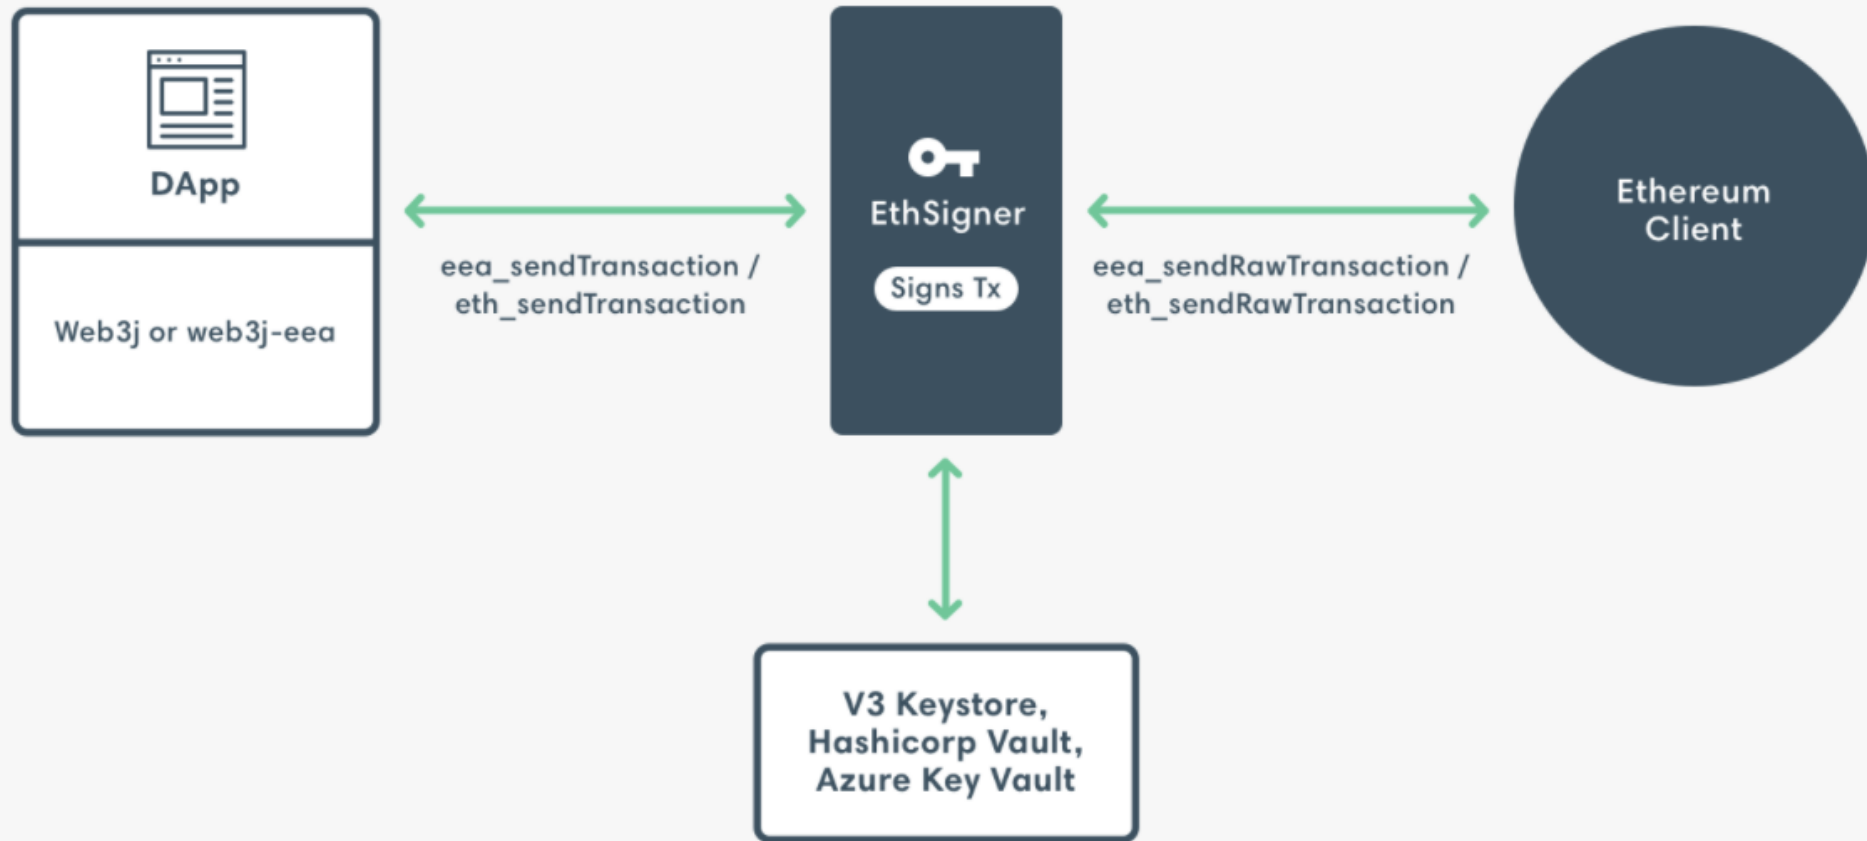 DApp
Web3j or web3j-eea
eea_sendTransaction /
eth_sendTransaction
EthSigner
Signs Tx
eea_sendRawTransaction /
eth_sendRawTransaction
Ethereum
Client
V3 Keystore,
Hashicorp Vault,
Azure Key Vault